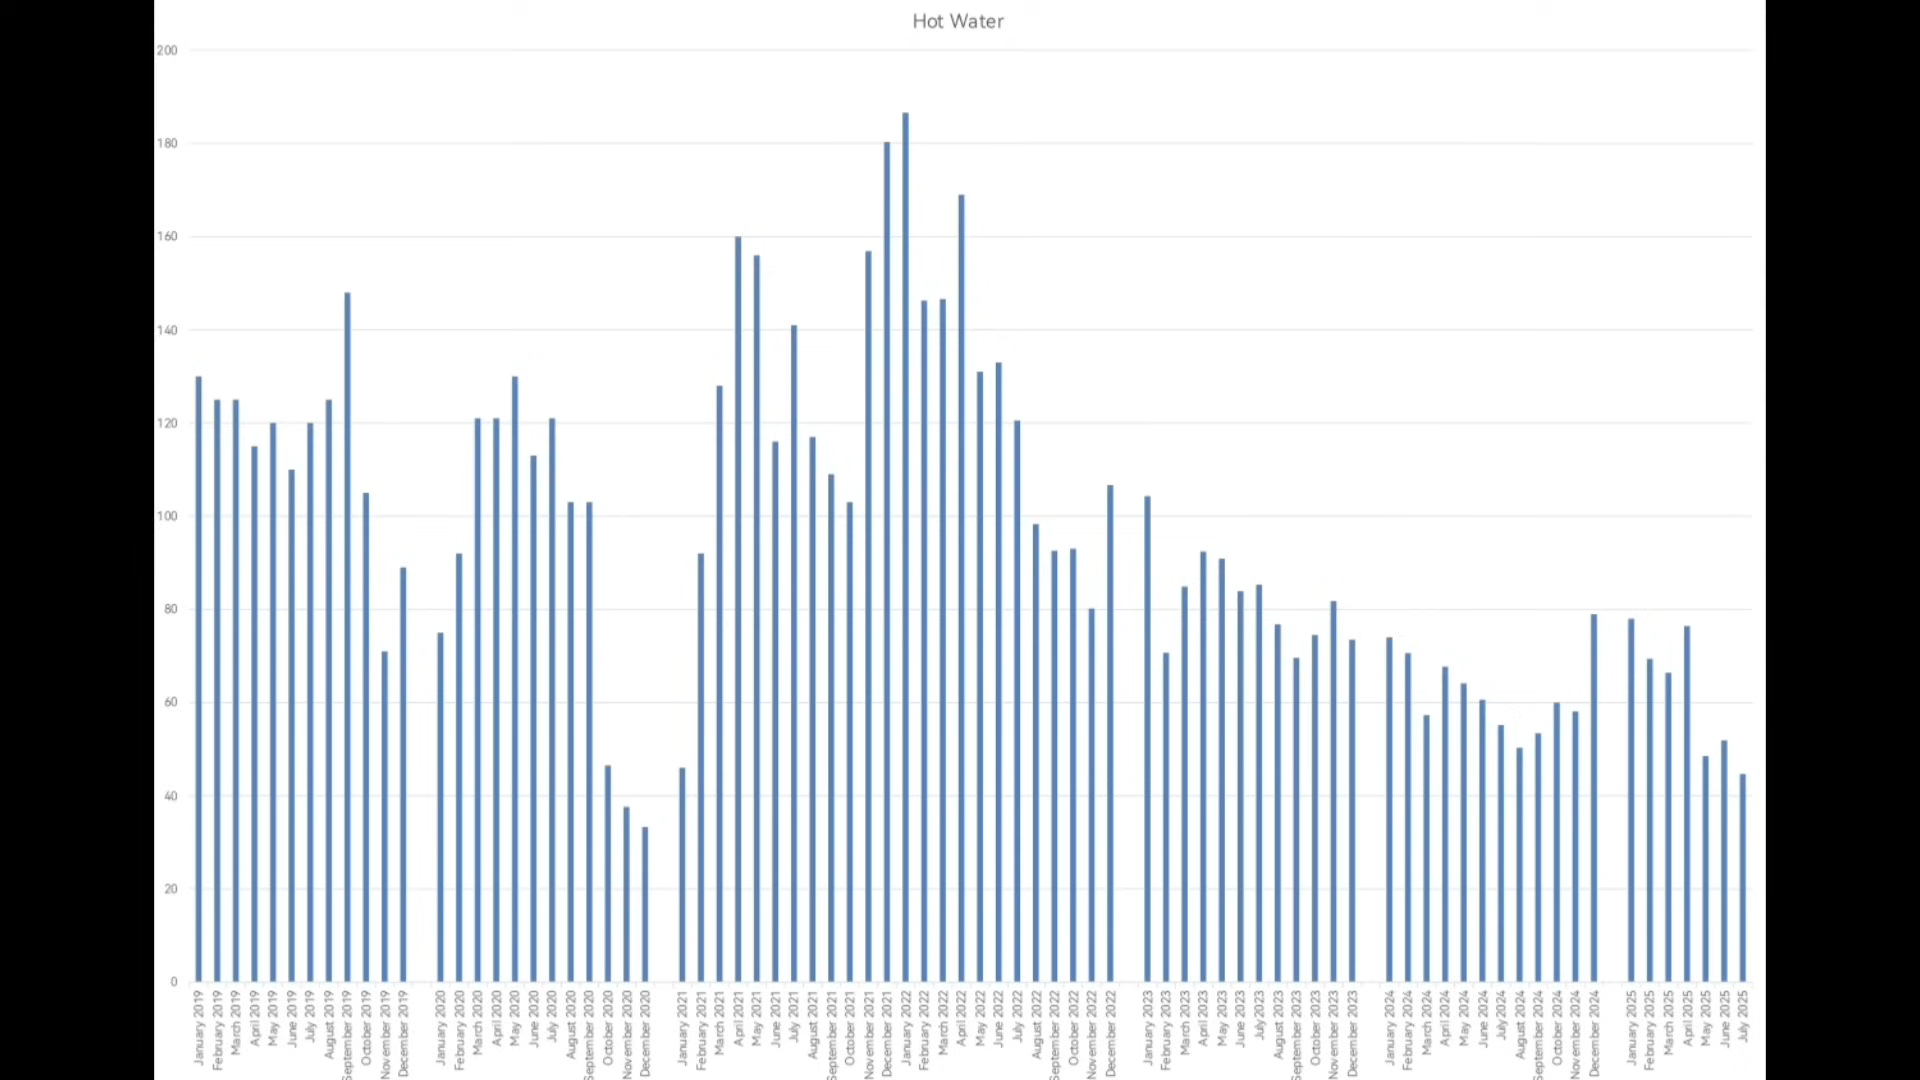 Hot Water
200
180
160
140
120
100
80
60
40
20
0
January 2019
February 2019
March 2019
April 2019
May 2019
June 2019
July 2019
August 2019
September 2019
October 2019
November 2019
December 2019
January 2020
February 2020
March 2020
April 2020
May 2020
June 2020
July 2020
August 2020
September 2020
October 2020
November 2020
December 2020
January 2021
February 2021
March 2021
April 2021
May 2021
June 2021
July 2021
August 2021
September 2021
October 2021
November 2021
December 2021
January 2022
February 2022
March 2022
April 2022
May 2022
June 2022
July 2022
August 2022
September 2022
October 2022
November 2022
December 2022
January 2023
February 2023
March 2023
April 2023
May 2023
June 2023
July 2023
August 2023
September 2023
October 2023
November 2023
December 2023
January 2024
February 2024
March 2024
April 2024
May 2024
June 2024
July 2024
August 2024
September 2024
October 2024
November 2024
December 2024
January 2025
February 2025
March 2025
April 2025
May 2025
June 2025
July 2025